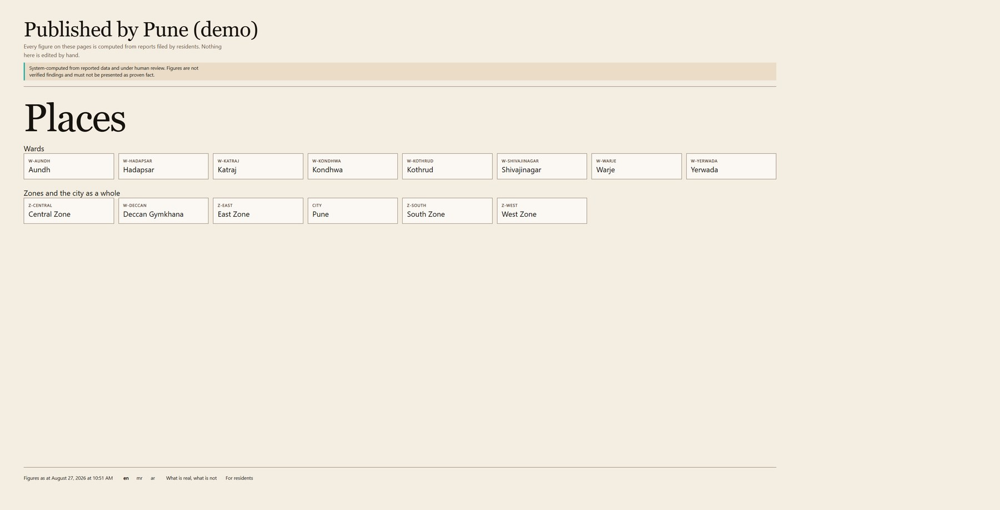 Published by Pune (demo)
Every figure on these pages is computed from reports filed by residents. Nothing
here is edited by hand.
System-computed from reported data and under human review. Figures are not
verified findings and must not be presented as proven fact.
Places
Wards
W-AUNDH
Aundh
W-HADAPSAR
Hadapsar
W-KATRAJ
Katraj
W-KONDHWA
Kondhwa
W-KOTHRUD
Kothrud
W-SHIVAJINAGAR
Shivajinagar
W-WARJE
Warje
W-YERWADA
Yerwada
Zones and the city as a whole
Z-CENTRAL
Central Zone
W-DECCAN
Deccan Gymkhana
Z-EAST
East Zone
CITY
Pune
Z-SOUTH
South Zone
Z-WEST
West Zone
Figures as at August 27, 2026 at 10:51 AM en mr ar What is real, what is not For residents